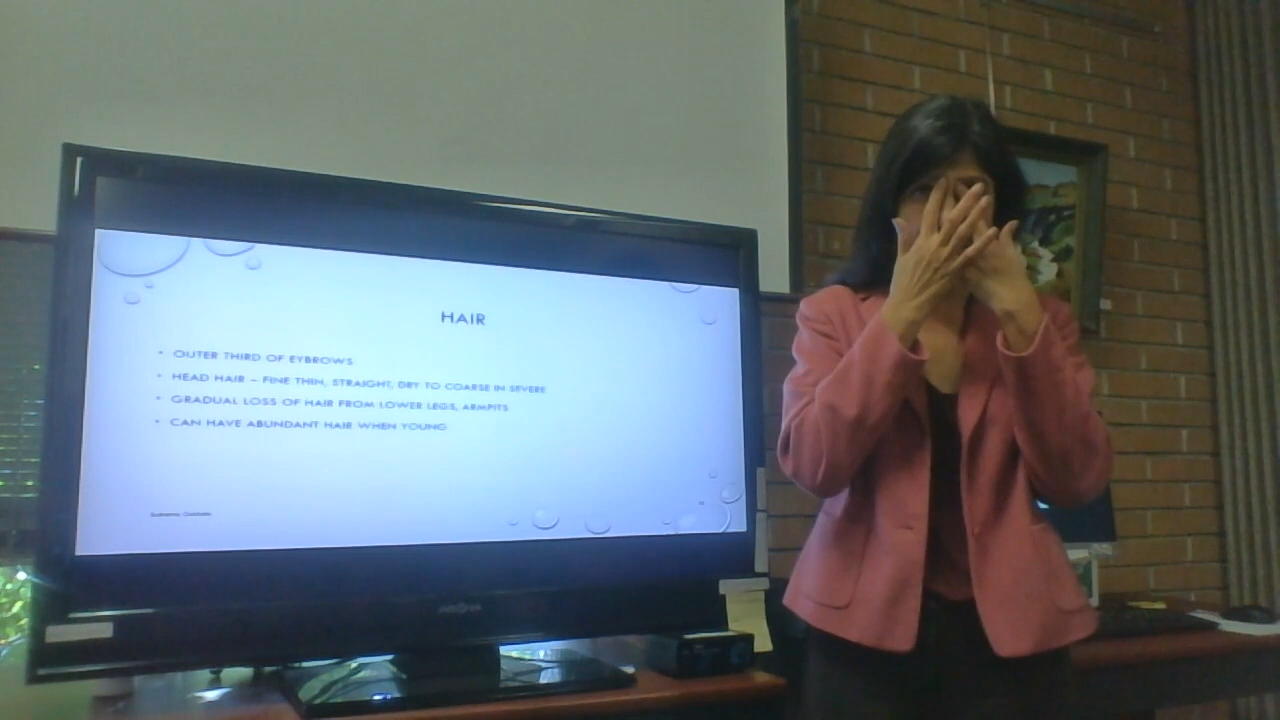 HAIR
• OUTER THIRD OF EYBROWS
• HEAD HAIR – FINE THIN, STRAIGHT, DRY TO COARSE IN SEVERE
• GRADUAL LOSS OF HAIR FROM LOWER LEGS, ARMPITS
• CAN HAVE ABUNDANT HAIR WHEN YOUNG